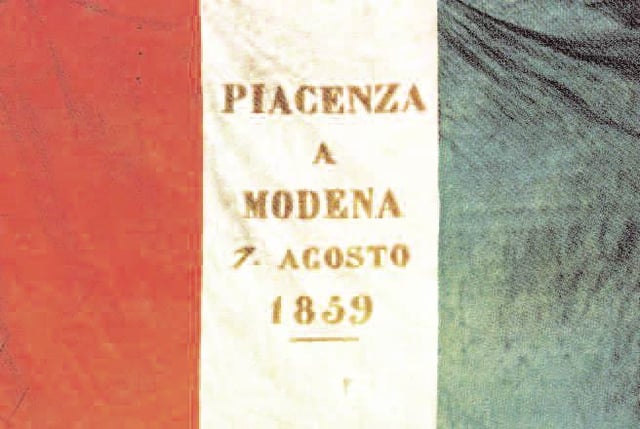 PIACENZA
A
MODENA
7. AGOSTO
1859